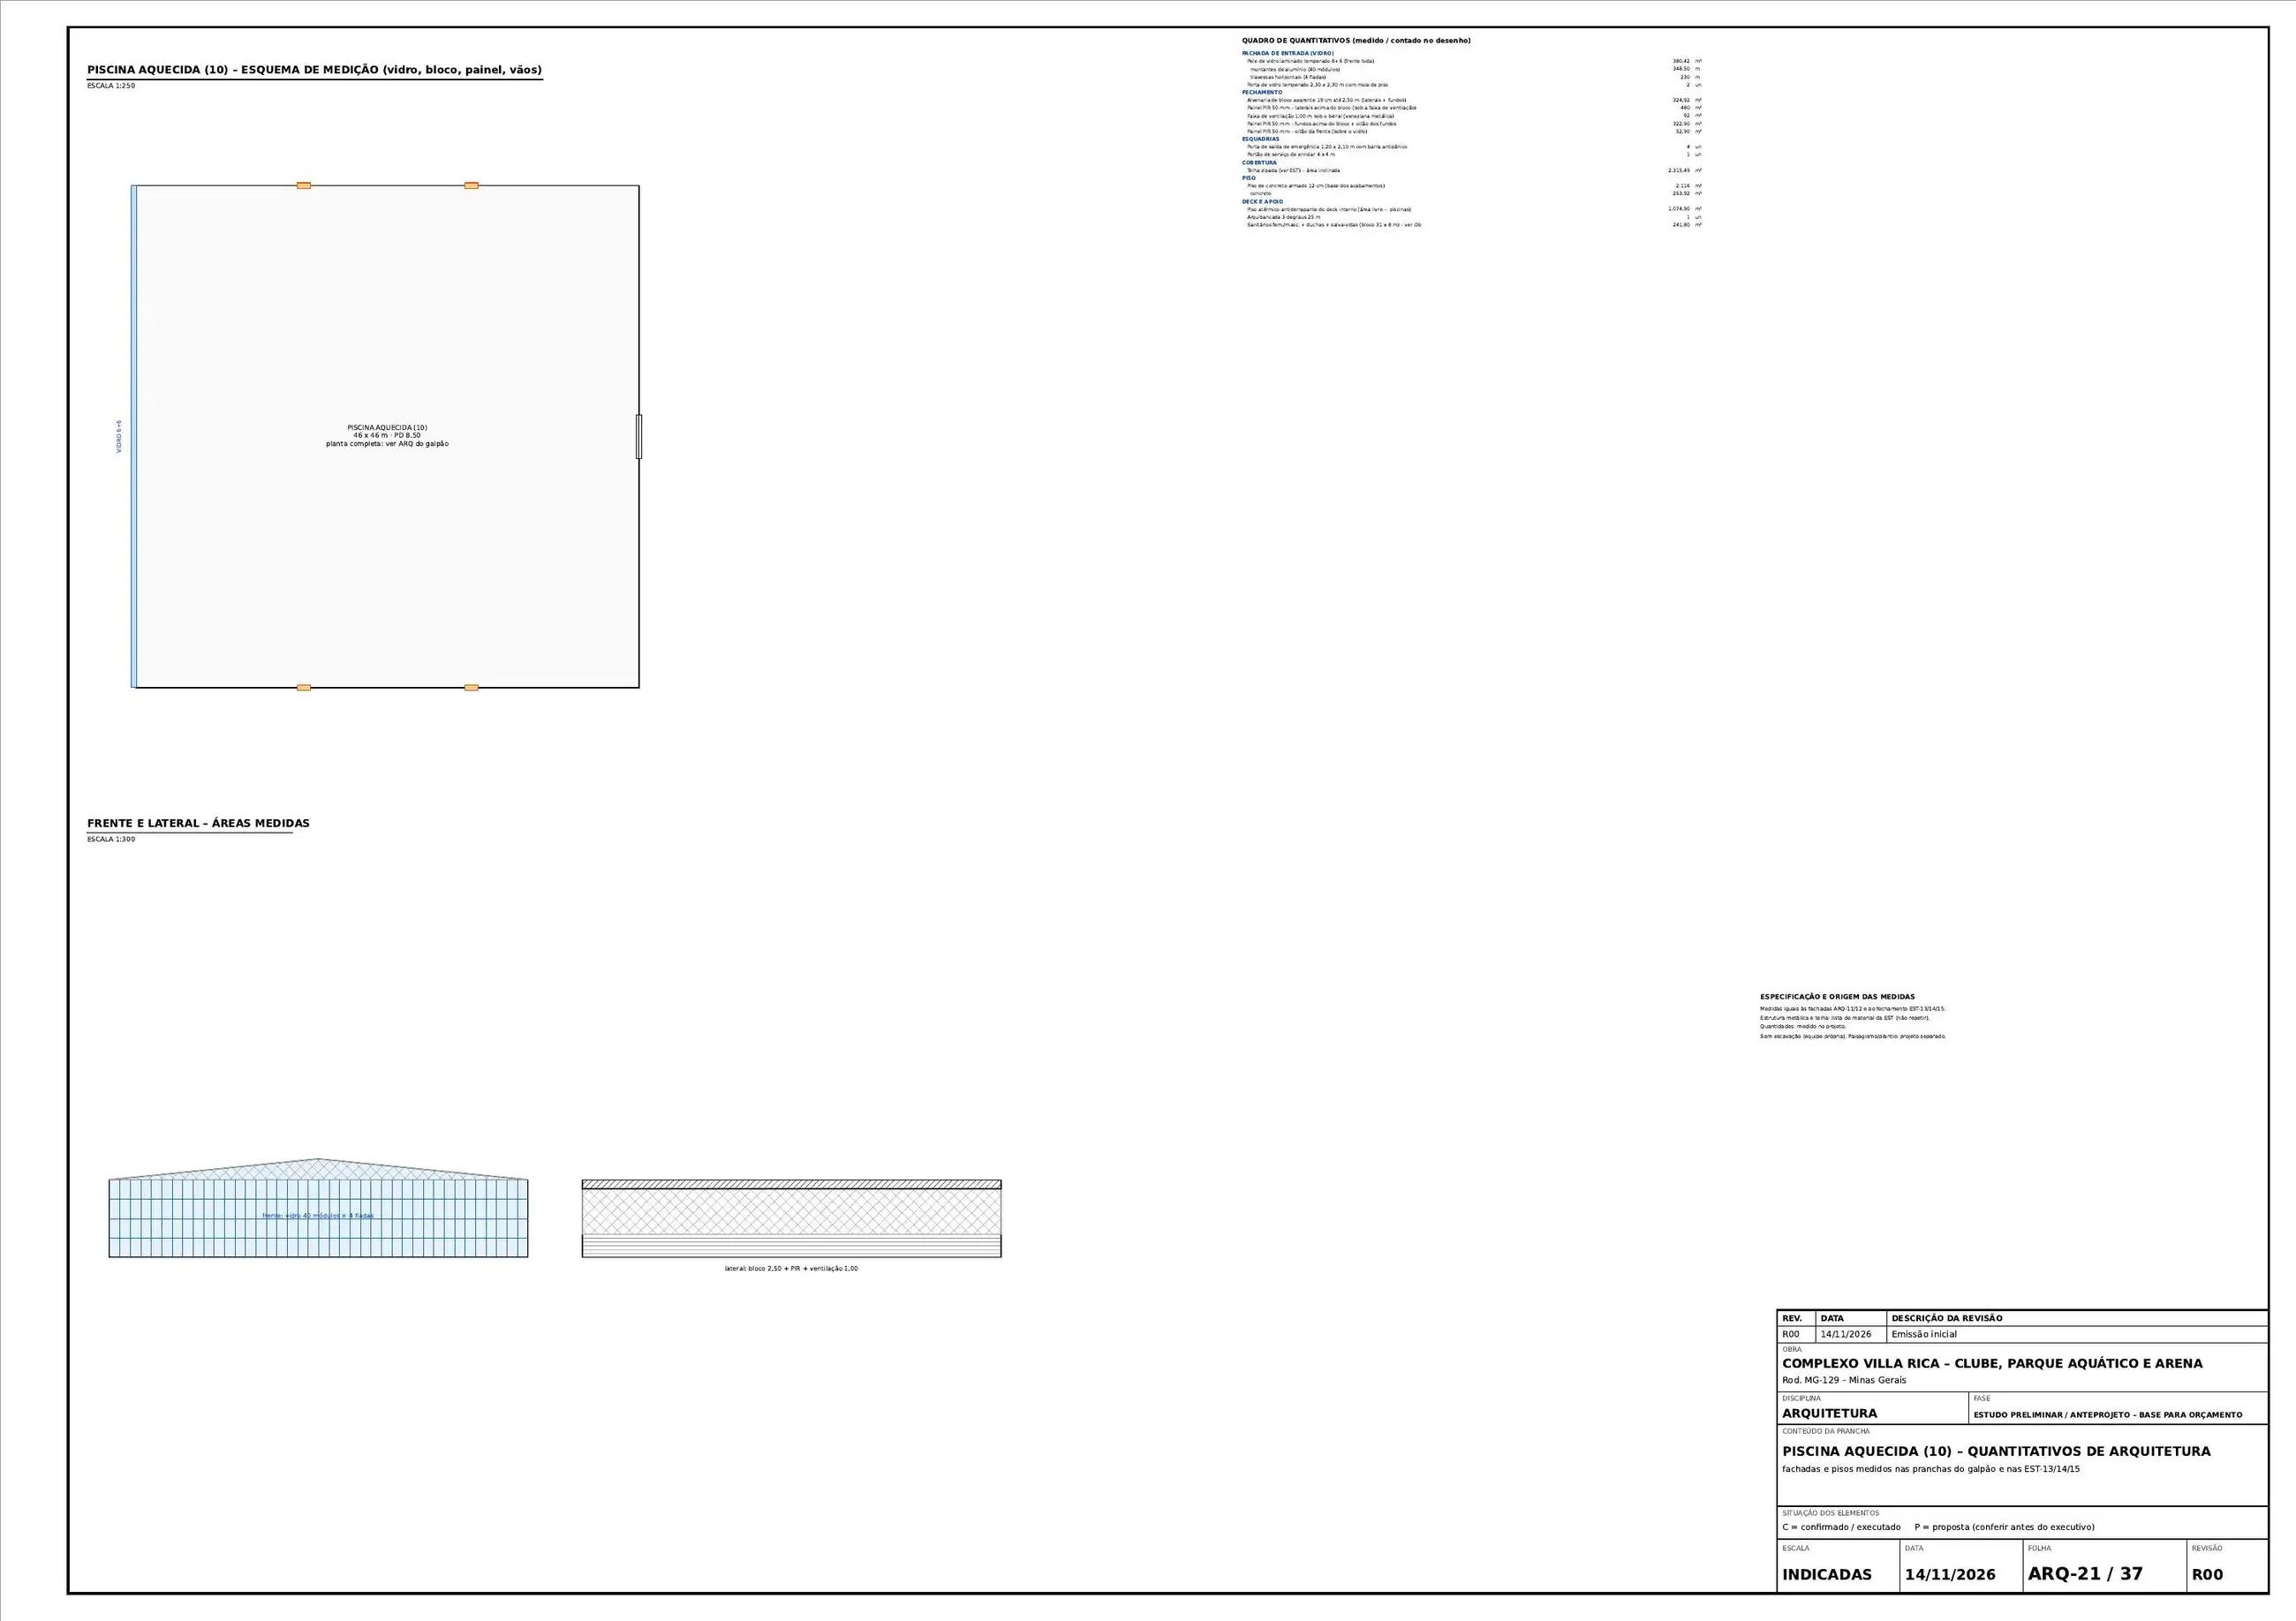 PISCINA AQUECIDA (10) – ESQUEMA DE MEDIÇÃO (vidro, bloco, painel, vãos)
ESCALA 1:250
VIDRO 6+6
PISCINA AQUECIDA (10)
46 x 46 m · PD 8.50
planta completa: ver ARQ do galpão
FRENTE E LATERAL – ÁREAS MEDIDAS
ESCALA 1:300
frente: vidro 40 módulos × 4 fiadas
lateral: bloco 2,50 + PIR + ventilação 1,00
QUADRO DE QUANTITATIVOS (medido / contado no desenho)
FACHADA DE ENTRADA (VIDRO)
Pele de vidro laminado temperado 6+6 (frente toda) 380,42 m²
montantes de alumínio (40 módulos) 348,50 m
travessas horizontais (4 fiadas) 230 m
Porta de vidro temperado 2,30 x 2,30 m com mola de piso 2 un
FECHAMENTO
Alvenaria de bloco aparente 19 cm até 2,50 m (laterais + fundos) 324,92 m²
Painel PIR 50 mm – laterais acima do bloco (sob a faixa de ventilação) 460 m²
Faixa de ventilação 1,00 m sob o beiral (veneziana metálica) 92 m²
Painel PIR 50 mm – fundos acima do bloco + oitão dos fundos 322,90 m²
Painel PIR 50 mm – oitão da frente (sobre o vidro) 52,90 m²
ESQUADRIAS
Porta de saída de emergência 1,20 x 2,10 m com barra antipânico 4 un
Portão de serviço de enrolar 4 x 4 m 1 un
COBERTURA
Telha zipada (ver EST) – área inclinada 2.315,49 m²
PISO
Piso de concreto armado 12 cm (base dos acabamentos) 2.116 m²
concreto 253,92 m³
DECK E APOIO
Piso atérmico antiderrapante do deck interno (área livre − piscinas) 1.074,90 m²
Arquibancada 3 degraus 25 m 1 un
Sanitários fem./masc. + duchas + salva-vidas (bloco 31 x 8 m) - ver Ob 241,80 m²
ESPECIFICAÇÃO E ORIGEM DAS MEDIDAS
Medidas iguais às fachadas ARQ-11/12 e ao fechamento EST-13/14/15.
Estrutura metálica e telha: lista de material da EST (não repetir).
Quantidades: medido no projeto.
Sem escavação (equipe própria). Paisagismo/plantio: projeto separado.
REV. DATA DESCRIÇÃO DA REVISÃO
R00 14/11/2026 Emissão inicial
OBRA
COMPLEXO VILLA RICA – CLUBE, PARQUE AQUÁTICO E ARENA
Rod. MG-129 – Minas Gerais
DISCIPLINA FASE
ARQUITETURA ESTUDO PRELIMINAR / ANTEPROJETO – BASE PARA ORÇAMENTO
CONTEÚDO DA PRANCHA
PISCINA AQUECIDA (10) – QUANTITATIVOS DE ARQUITETURA
fachadas e pisos medidos nas pranchas do galpão e nas EST-13/14/15
SITUAÇÃO DOS ELEMENTOS
C = confirmado / executado P = proposta (conferir antes do executivo)
ESCALA DATA FOLHA REVISÃO
INDICADAS 14/11/2026 ARQ-21 / 37 R00